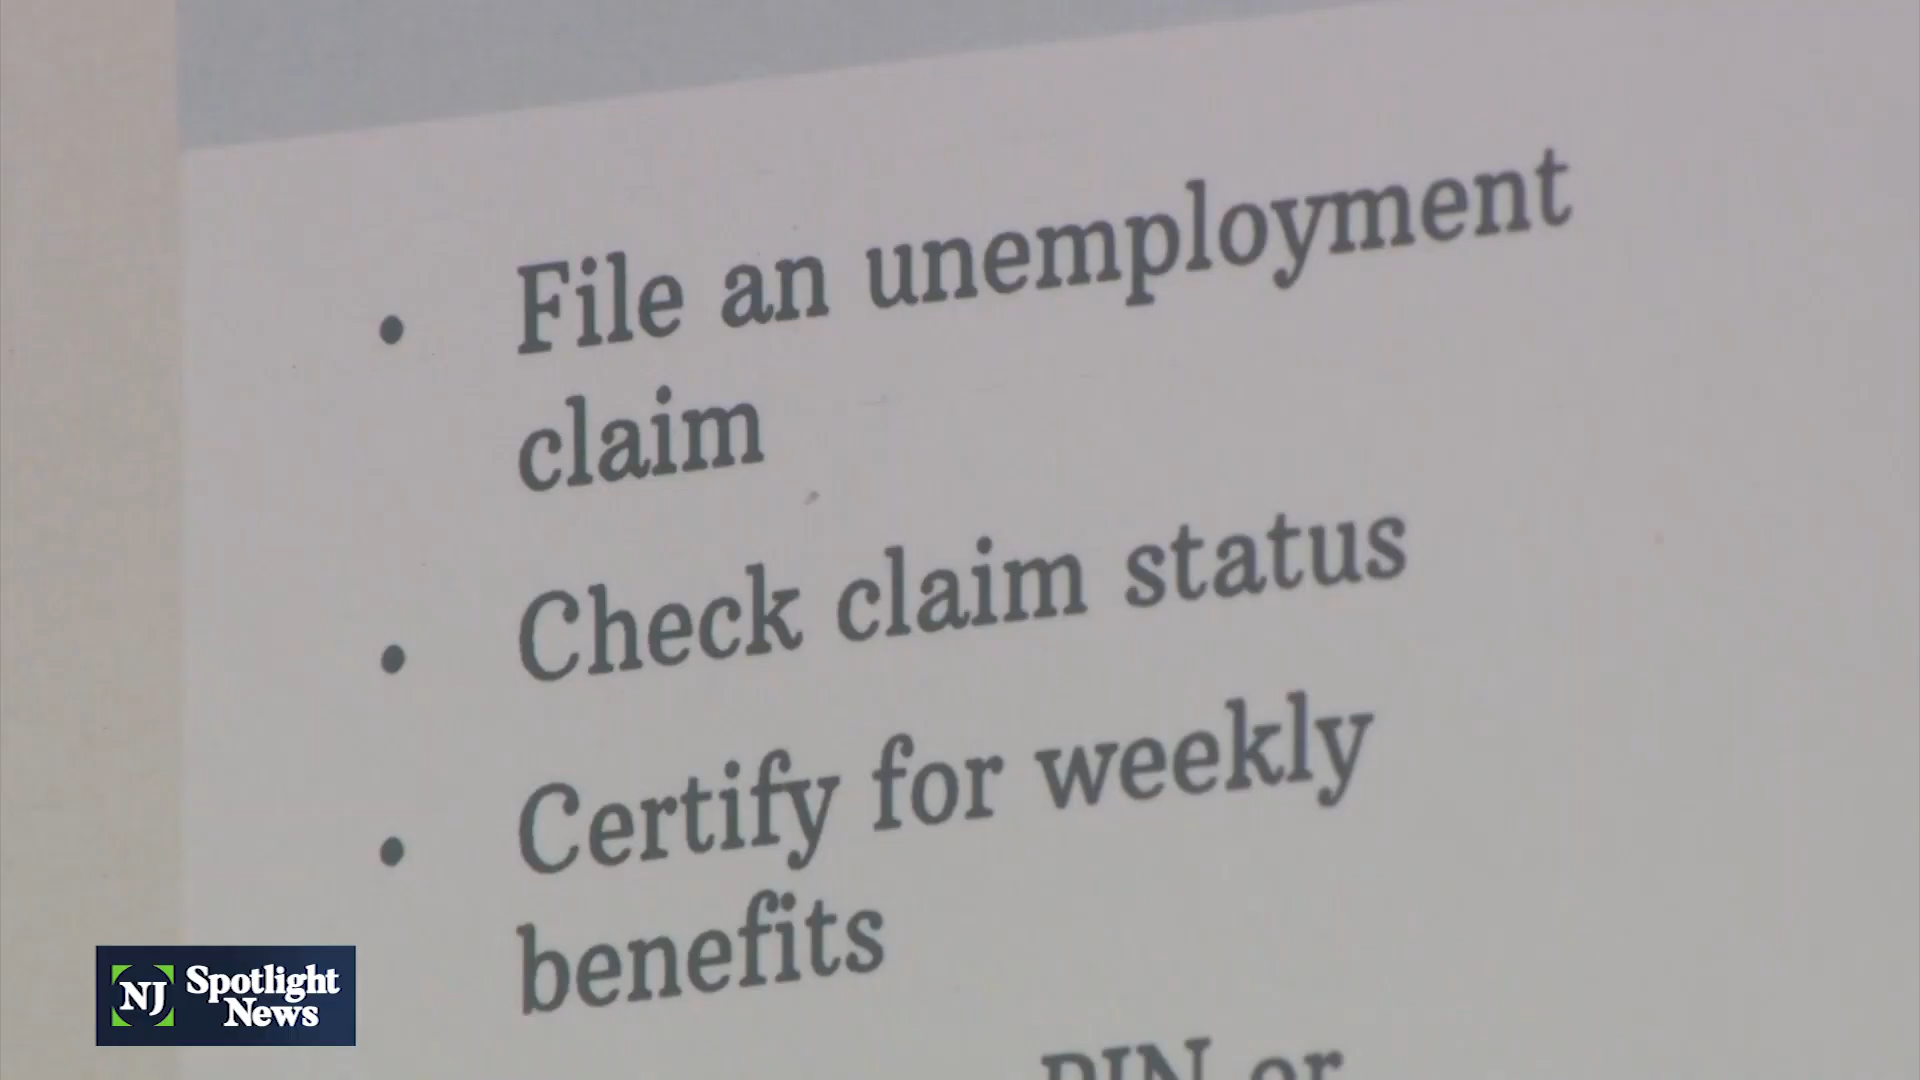 File an unemployment
claim
Check claim status
Certify for weekly
benefits
PIN or
NJ Spotlight
News